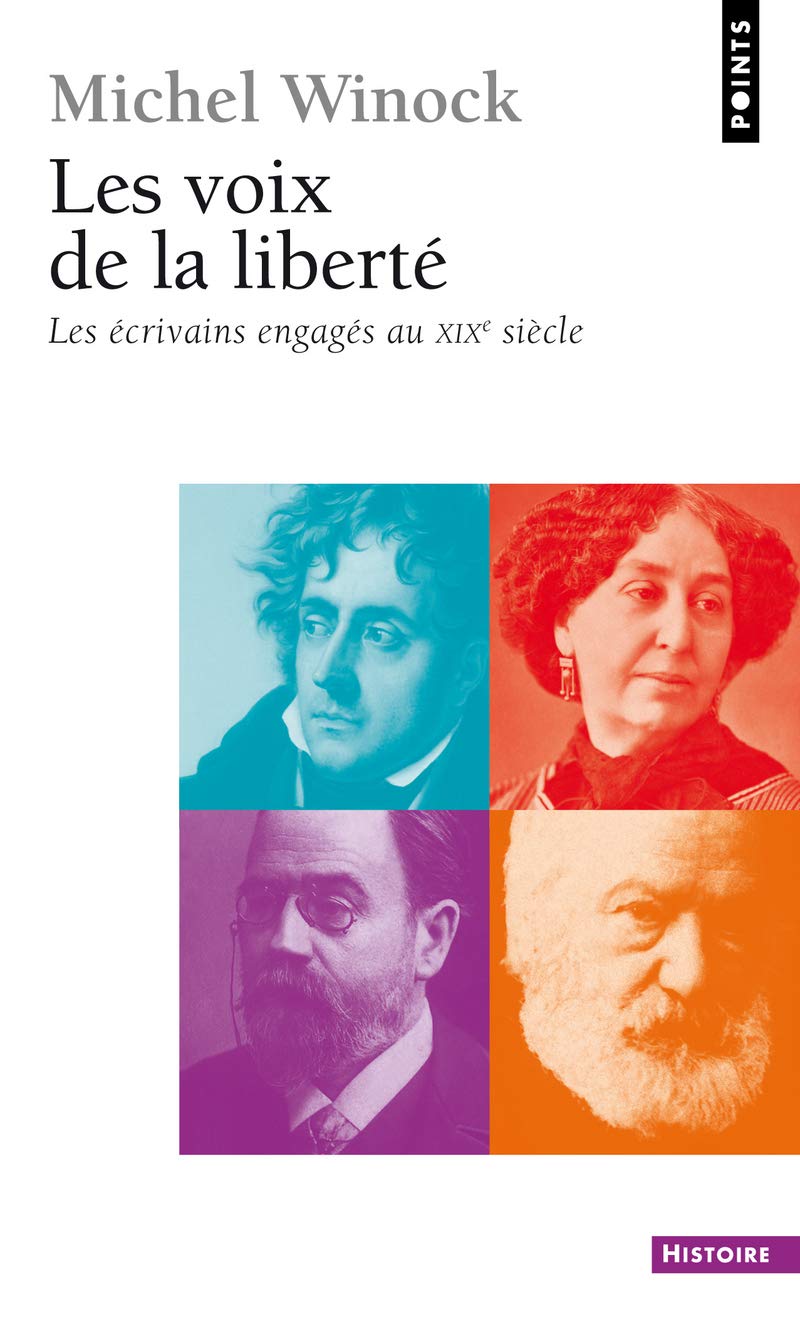 POINTS
Michel Winock
Les voix
de la liberté
Les écrivains engagés au XIXe siècle
HISTOIRE